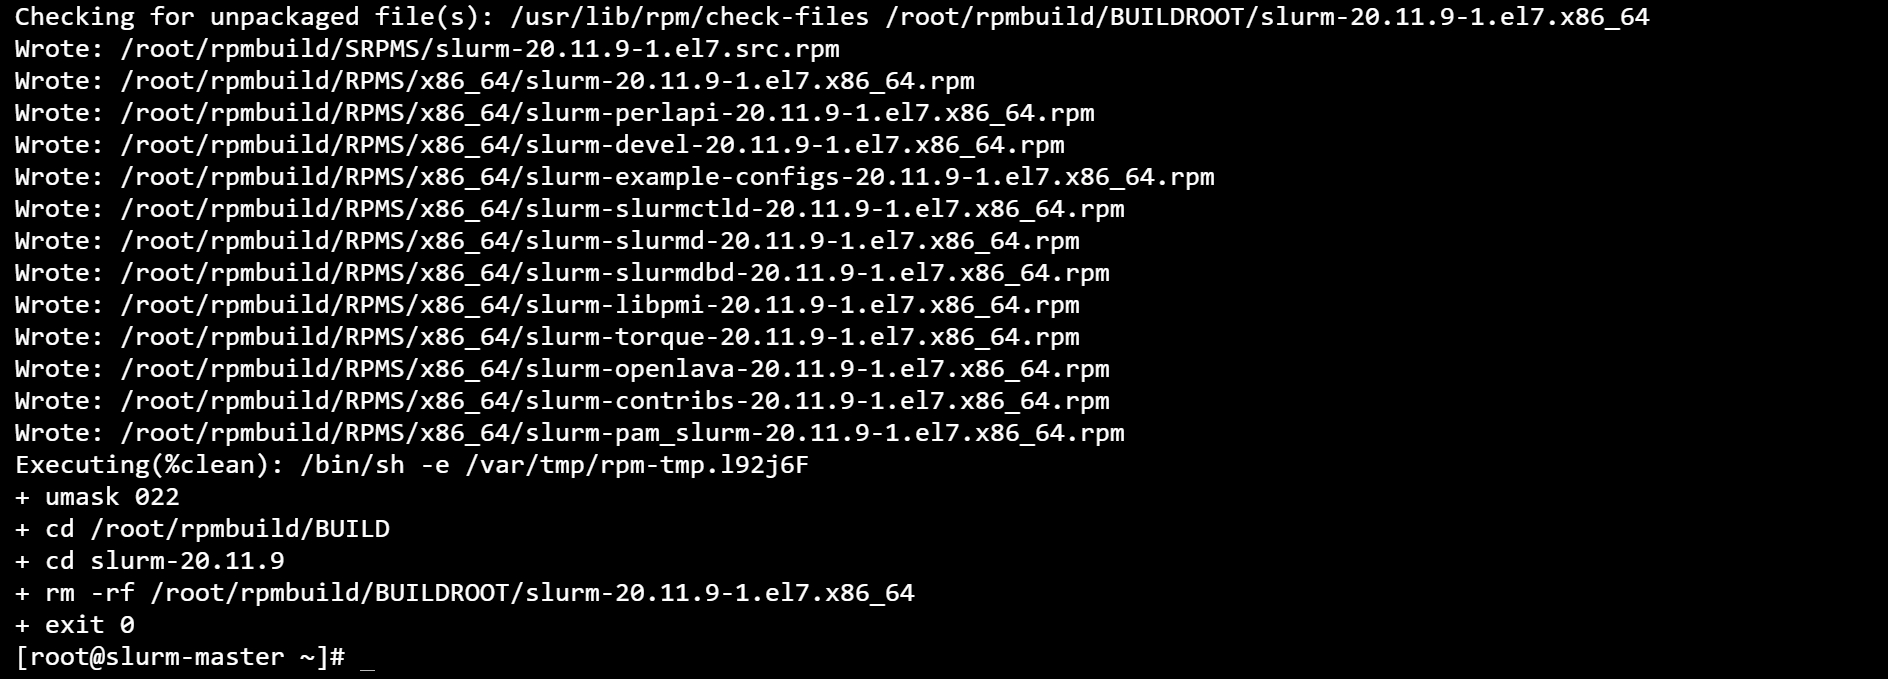 Checking for unpackaged file(s): /usr/lib/rpm/check-files /root/rpmbuild/BUILDROOT/slurm-20.11.9-1.el7.x86_64
Wrote: /root/rpmbuild/SRPMS/slurm-20.11.9-1.el7.src.rpm
Wrote: /root/rpmbuild/RPMS/x86_64/slurm-20.11.9-1.el7.x86_64.rpm
Wrote: /root/rpmbuild/RPMS/x86_64/slurm-perlapi-20.11.9-1.el7.x86_64.rpm
Wrote: /root/rpmbuild/RPMS/x86_64/slurm-devel-20.11.9-1.el7.x86_64.rpm
Wrote: /root/rpmbuild/RPMS/x86_64/slurm-example-configs-20.11.9-1.el7.x86_64.rpm
Wrote: /root/rpmbuild/RPMS/x86_64/slurm-slurmctld-20.11.9-1.el7.x86_64.rpm
Wrote: /root/rpmbuild/RPMS/x86_64/slurm-slurmd-20.11.9-1.el7.x86_64.rpm
Wrote: /root/rpmbuild/RPMS/x86_64/slurm-slurmdbd-20.11.9-1.el7.x86_64.rpm
Wrote: /root/rpmbuild/RPMS/x86_64/slurm-libpmi-20.11.9-1.el7.x86_64.rpm
Wrote: /root/rpmbuild/RPMS/x86_64/slurm-torque-20.11.9-1.el7.x86_64.rpm
Wrote: /root/rpmbuild/RPMS/x86_64/slurm-openlava-20.11.9-1.el7.x86_64.rpm
Wrote: /root/rpmbuild/RPMS/x86_64/slurm-contribs-20.11.9-1.el7.x86_64.rpm
Wrote: /root/rpmbuild/RPMS/x86_64/slurm-pam_slurm-20.11.9-1.el7.x86_64.rpm
Executing(%clean): /bin/sh -e /var/tmp/rpm-tmp.l92j6F
+ umask 022
+ cd /root/rpmbuild/BUILD
+ cd slurm-20.11.9
+ rm -rf /root/rpmbuild/BUILDROOT/slurm-20.11.9-1.el7.x86_64
+ exit 0
[root@slurm-master ~]# _